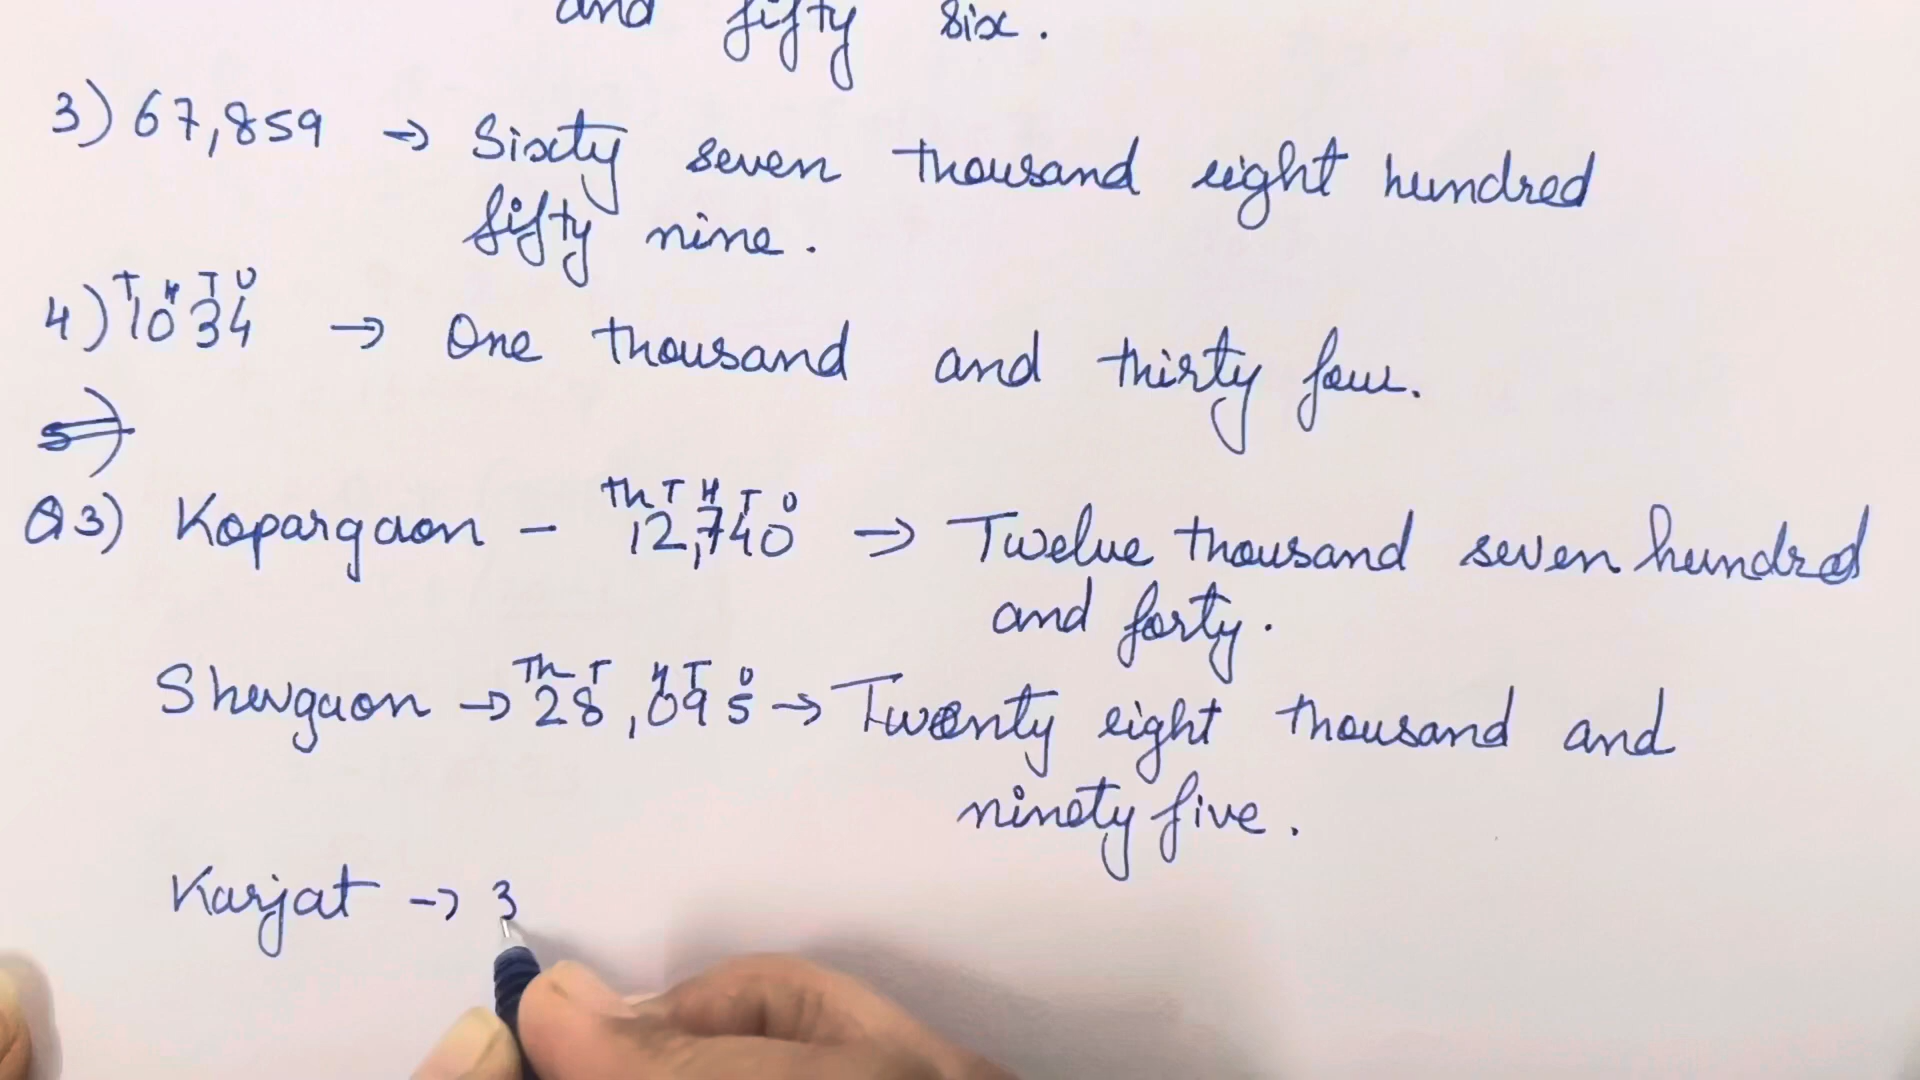 and fifty six.
3) 67,859 → Sixty seven thousand eight hundred
fifty nine.
T H T U
4) 1034 → One thousand and thirty four.
5)
Th T H T U
Q3) Kopargaon - 12,740 → Twelve thousand seven hundred
and forty.
Th T H T U
Shevgaon → 28,095 → Twenty eight thousand and
ninety five.
Karjat → 3